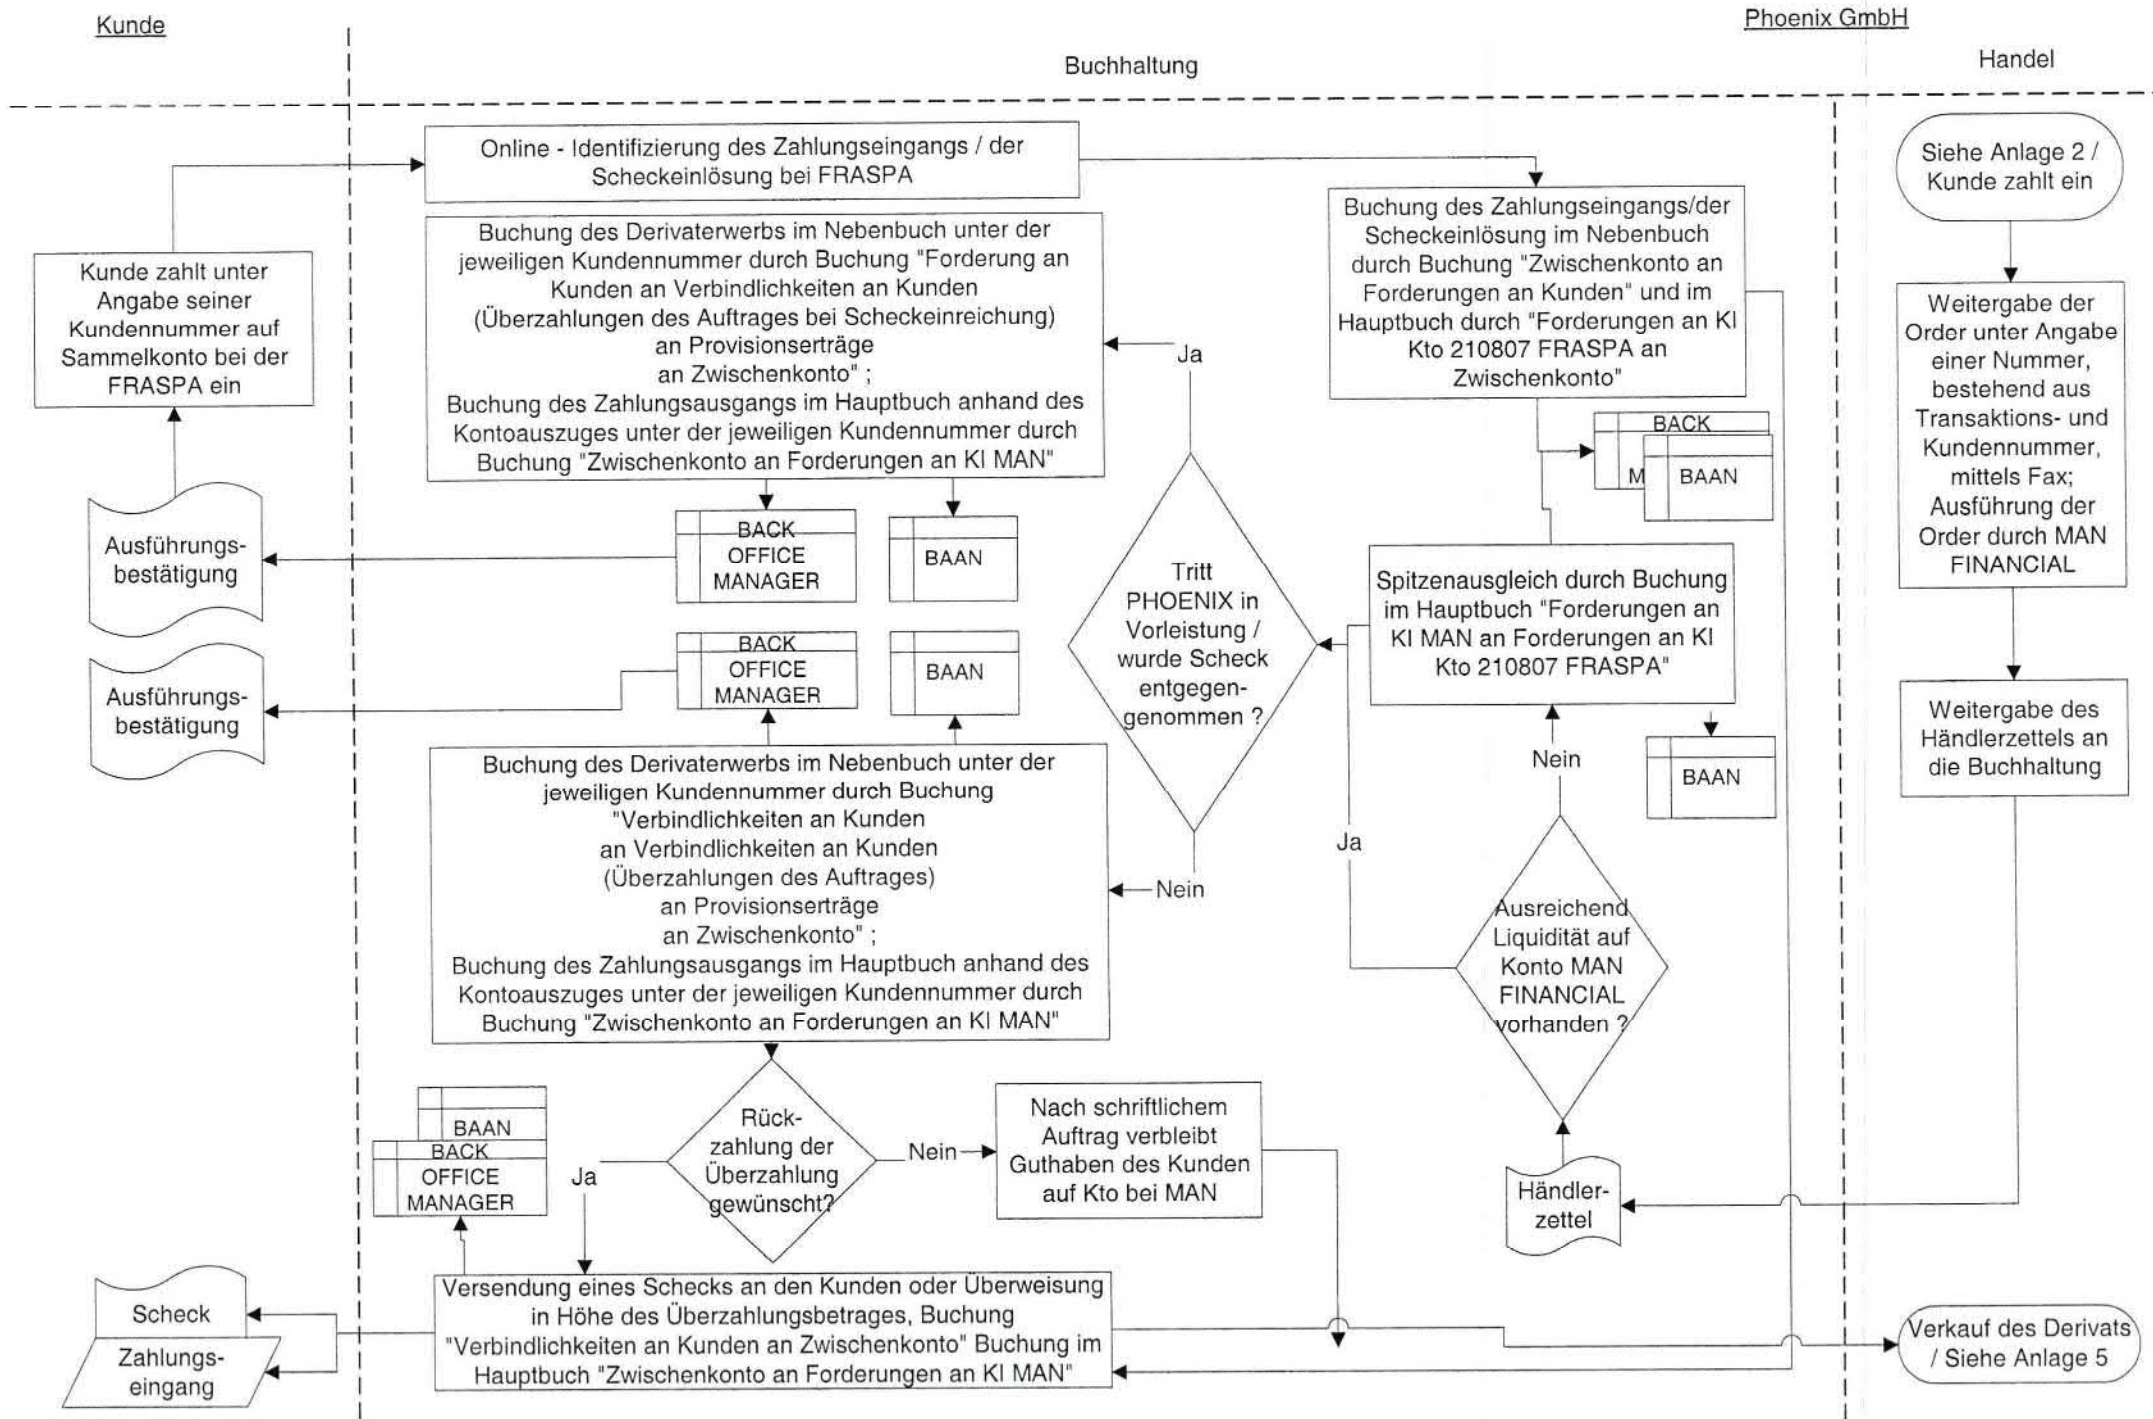 Kunde
Phoenix GmbH
Buchhaltung
Handel
Online - Identifizierung des Zahlungseingangs / der
Scheckeinlösung bei FRASPA
Siehe Anlage 2 /
Kunde zahlt ein
Buchung des Derivaterwerbs im Nebenbuch unter der
jeweiligen Kundennummer durch Buchung "Forderung an
Kunden an Verbindlichkeiten an Kunden
(Überzahlungen des Auftrages bei Scheckeinreichung)
an Provisionserträge
an Zwischenkonto" ;
Buchung des Zahlungsausgangs im Hauptbuch anhand des
Kontoauszuges unter der jeweiligen Kundennummer durch
Buchung "Zwischenkonto an Forderungen an KI MAN"
Buchung des Zahlungseingangs/der
Scheckeinlösung im Nebenbuch
durch Buchung "Zwischenkonto an
Forderungen an Kunden" und im
Hauptbuch durch "Forderungen an KI
Kto 210807 FRASPA an
Zwischenkonto"
Kunde zahlt unter
Angabe seiner
Kundennummer auf
Sammelkonto bei der
FRASPA ein
Weitergabe der
Order unter Angabe
einer Nummer,
bestehend aus
Transaktions- und
Kundennummer,
mittels Fax;
Ausführung der
Order durch MAN
FINANCIAL
Ja
BACK
M
BAAN
Ausführungs-
bestätigung
BACK
OFFICE
MANAGER
BAAN
Tritt
PHOENIX in
Vorleistung /
wurde Scheck
entgegen-
genommen ?
Spitzenausgleich durch Buchung
im Hauptbuch "Forderungen an
KI MAN an Forderungen an KI
Kto 210807 FRASPA"
Ausführungs-
bestätigung
BACK
OFFICE
MANAGER
BAAN
Weitergabe des
Händlerzettels an
die Buchhaltung
Nein
BAAN
Buchung des Derivaterwerbs im Nebenbuch unter der
jeweiligen Kundennummer durch Buchung
"Verbindlichkeiten an Kunden
an Verbindlichkeiten an Kunden
(Überzahlungen des Auftrages)
an Provisionserträge
an Zwischenkonto" ;
Buchung des Zahlungsausgangs im Hauptbuch anhand des
Kontoauszuges unter der jeweiligen Kundennummer durch
Buchung "Zwischenkonto an Forderungen an KI MAN"
Nein
Ja
Ausreichend
Liquidität auf
Konto MAN
FINANCIAL
vorhanden ?
BAAN
BACK
OFFICE
MANAGER
Ja
Rück-
zahlung der
Überzahlung
gewünscht?
Nein
Nach schriftlichem
Auftrag verbleibt
Guthaben des Kunden
auf Kto bei MAN
Händler-
zettel
Scheck
Zahlungs-
eingang
Versendung eines Schecks an den Kunden oder Überweisung
in Höhe des Überzahlungsbetrages, Buchung
"Verbindlichkeiten an Kunden an Zwischenkonto" Buchung im
Hauptbuch "Zwischenkonto an Forderungen an KI MAN"
Verkauf des Derivats
/ Siehe Anlage 5